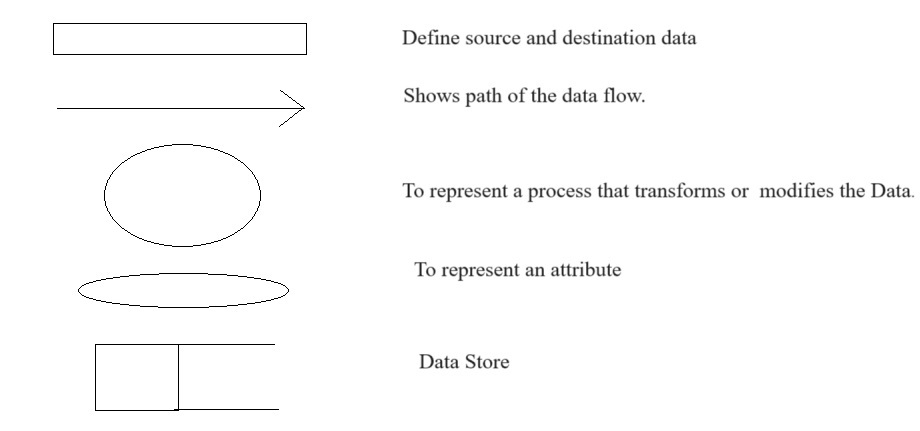 Define source and destination data
Shows path of the data flow.
To represent a process that transforms or modifies the Data.
To represent an attribute
Data Store